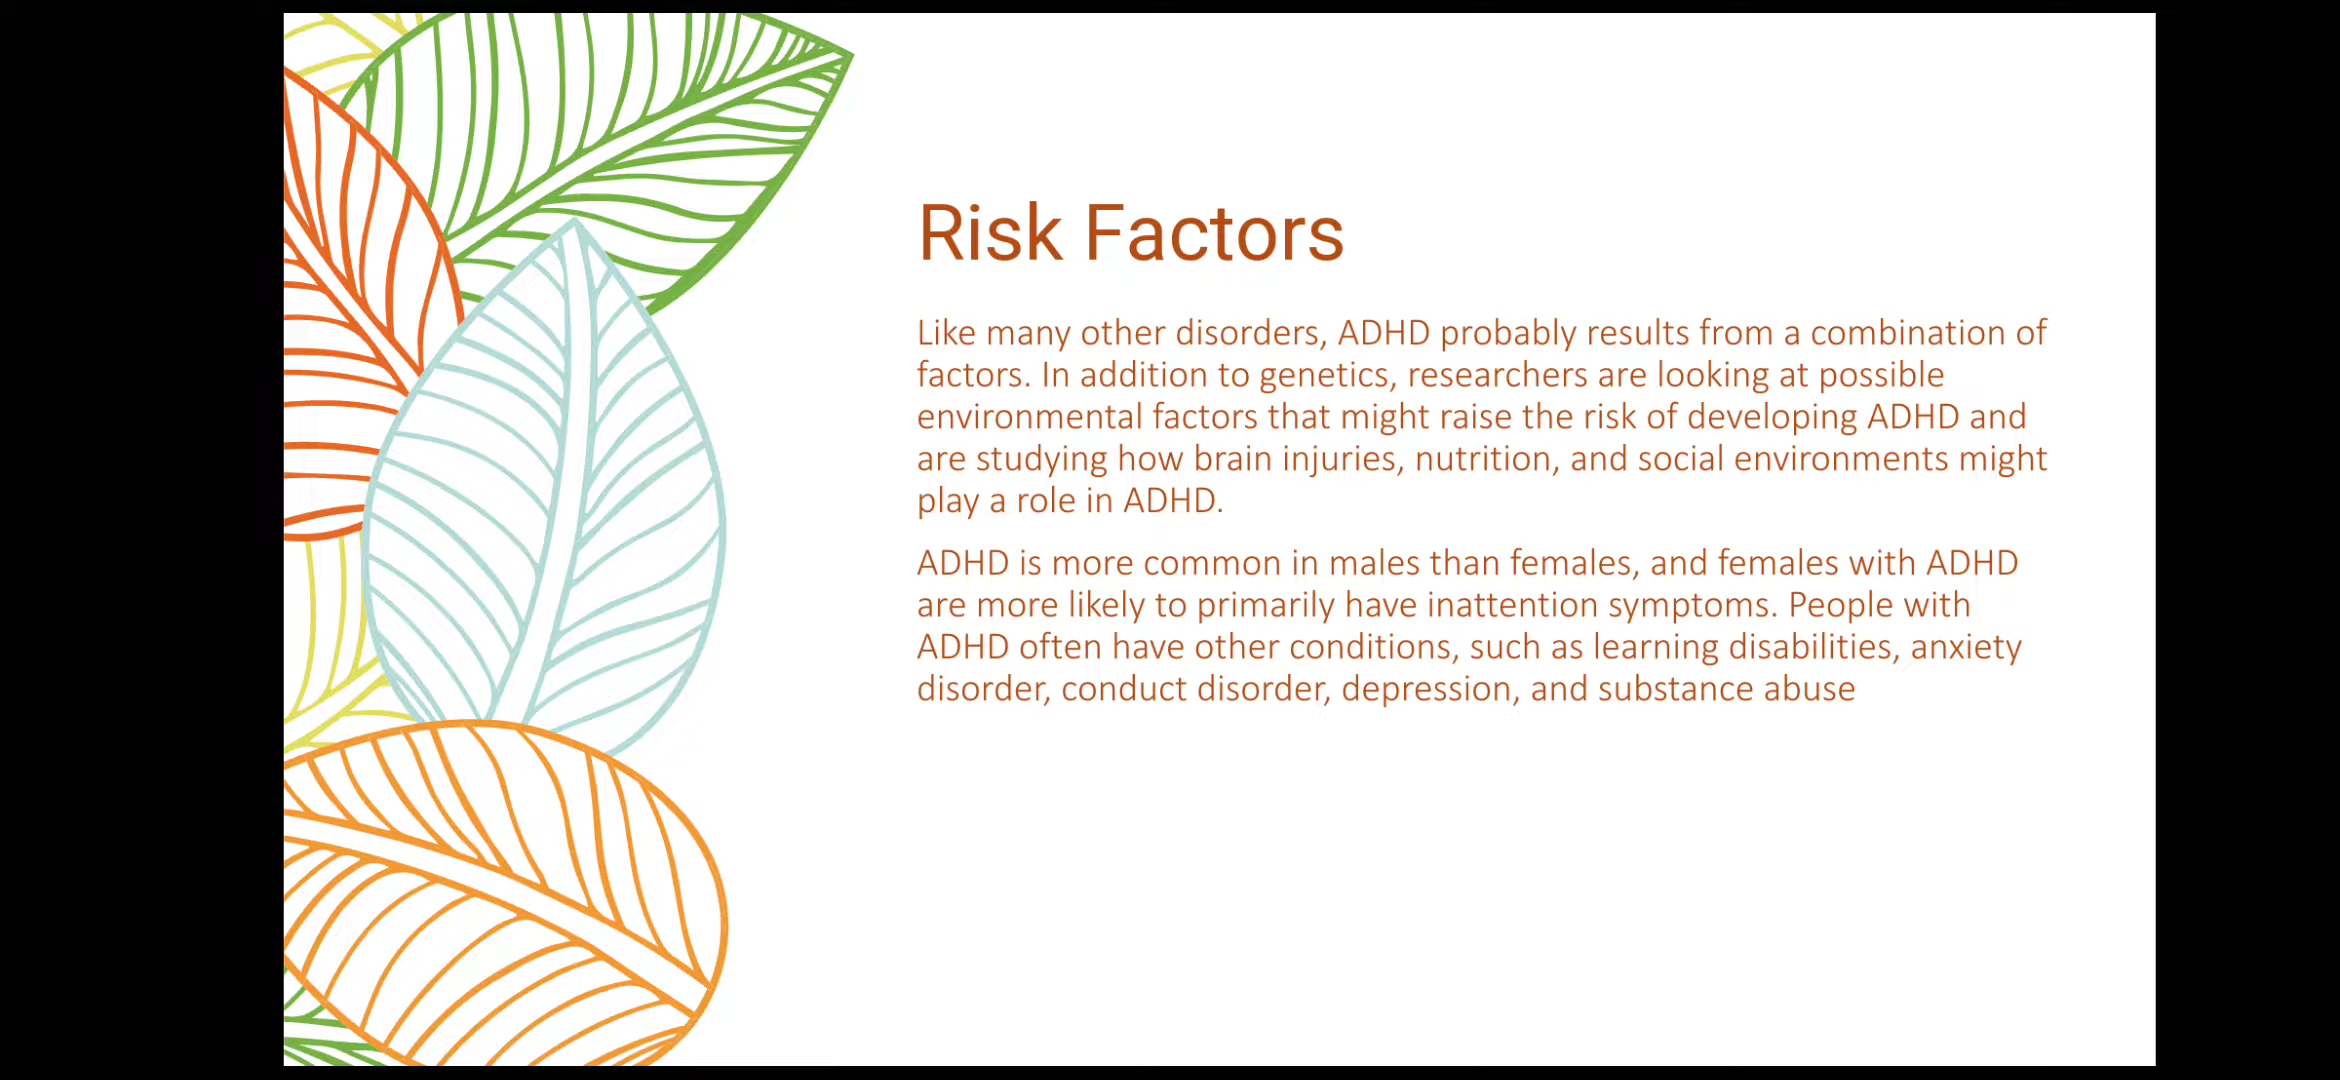 Risk Factors
Like many other disorders, ADHD probably results from a combination of
factors. In addition to genetics, researchers are looking at possible
environmental factors that might raise the risk of developing ADHD and
are studying how brain injuries, nutrition, and social environments might
play a role in ADHD.
ADHD is more common in males than females, and females with ADHD
are more likely to primarily have inattention symptoms. People with
ADHD often have other conditions, such as learning disabilities, anxiety
disorder, conduct disorder, depression, and substance abuse